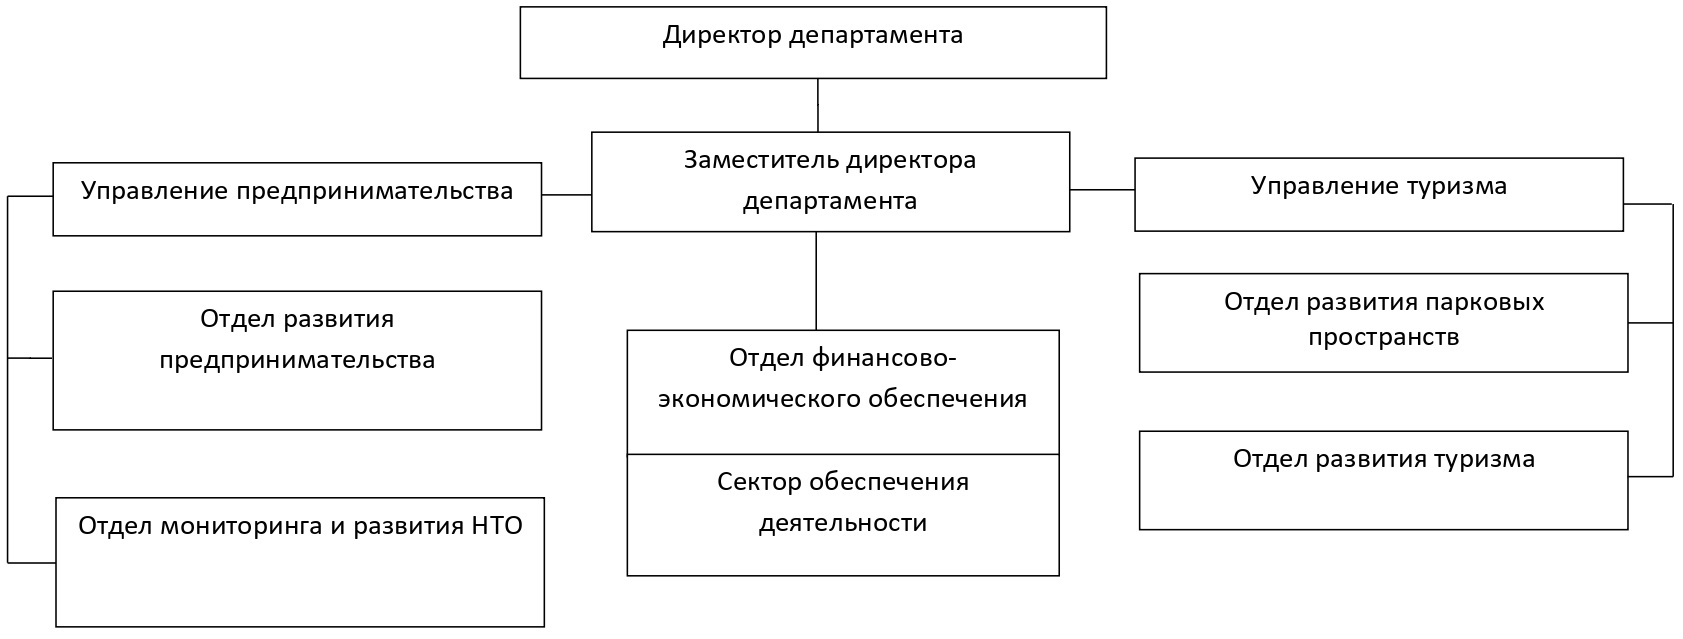 Директор департамента
Заместитель директора
департамента
Управление предпринимательства
Управление туризма
Отдел развития
предпринимательства
Отдел развития парковых
пространств
Отдел финансово-
экономического обеспечения
Отдел развития туризма
Сектор обеспечения
деятельности
Отдел мониторинга и развития НТО